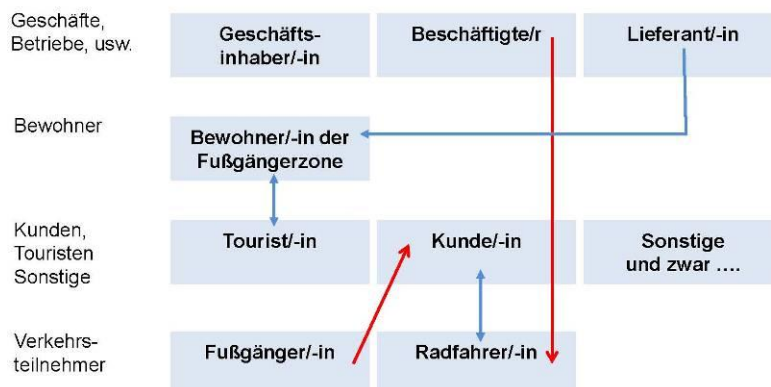 Geschäfte,
Betriebe, usw.
Geschäfts-
inhaber/-in
Beschäftigte/r
Lieferant/-in
Bewohner
Bewohner/-in der
Fußgängerzone
Kunden,
Touristen
Sonstige
Tourist/-in
Kunde/-in
Sonstige
und zwar ....
Verkehrs-
teilnehmer
Fußgänger/-in
Radfahrer/-in